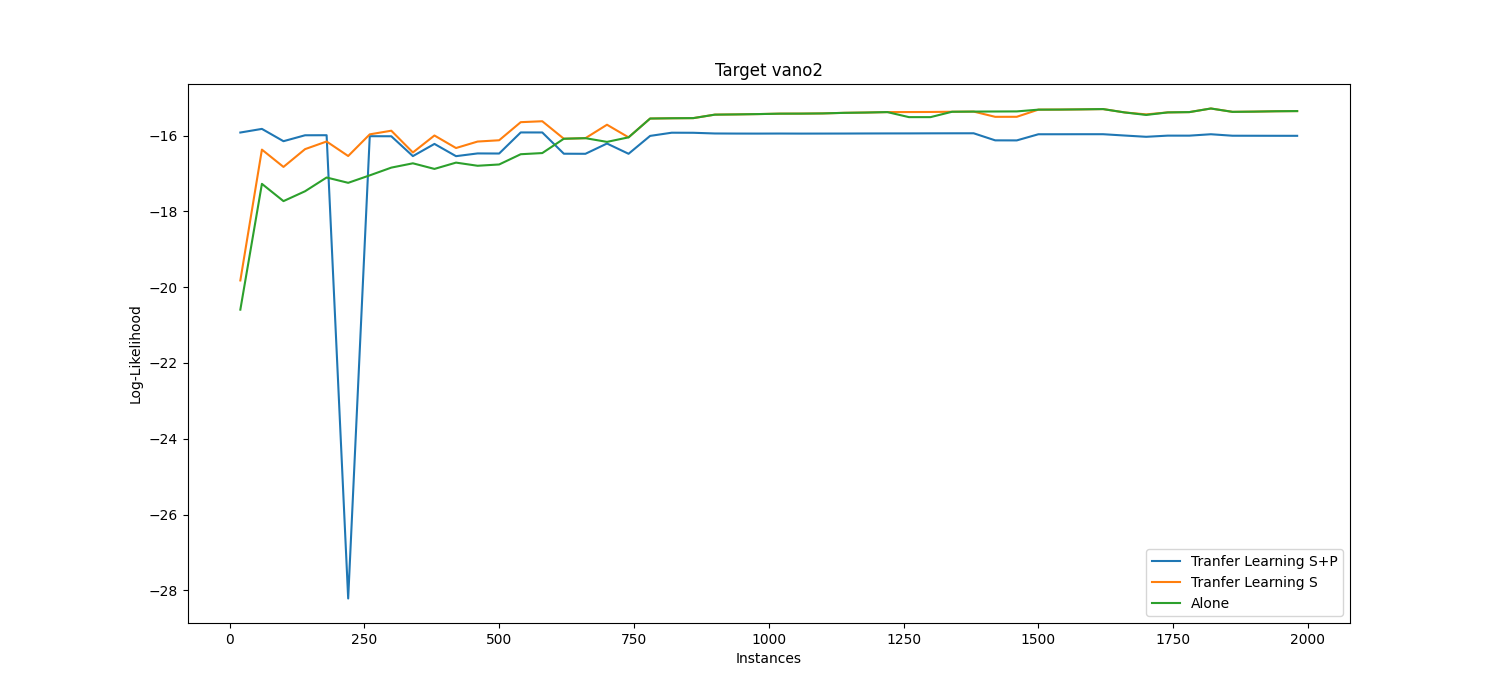 Target vano2
Log-Likelihood
−16
−18
−20
−22
−24
−26
−28
0 250 500 750 1000 1250 1500 1750 2000
Instances
Tranfer Learning S+P
Tranfer Learning S
Alone